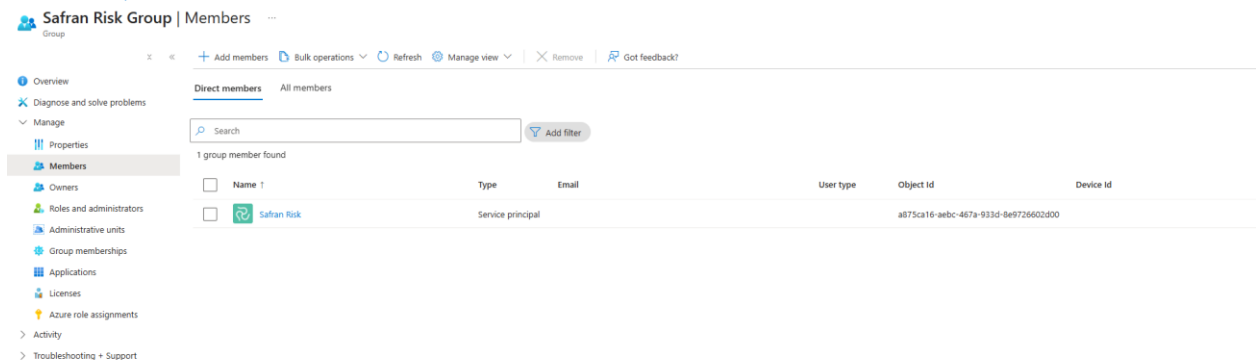 Safran Risk Group | Members ...
Group
+ Add members Bulk operations Refresh Manage view Remove Got feedback?
Overview
Diagnose and solve problems
Manage
Properties
Members
Owners
Roles and administrators
Administrative units
Group memberships
Applications
Licenses
Azure role assignments
Activity
Troubleshooting + Support
Direct members All members
Search Add filter
1 group member found
Name ↑ Type Email User type Object Id Device Id
Safran Risk Service principal a875ca16-aebc-467a-933d-8e9726602d00